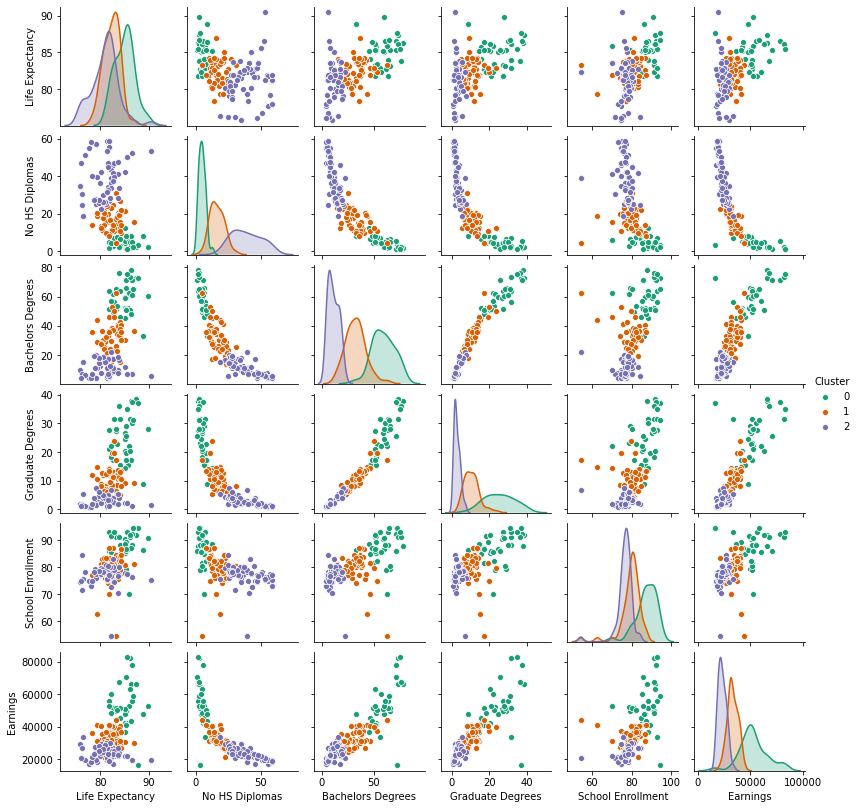 90
85
80
Life Expectancy
60
40
20
0
No HS Diplomas
80
60
40
20
Bachelors Degrees
40
30
20
10
0
Graduate Degrees
90
80
70
60
School Enrollment
80000
60000
40000
20000
Earnings
80 90
Life Expectancy
0 50
No HS Diplomas
0 50
Bachelors Degrees
0 20 40
Graduate Degrees
60 80 100
School Enrollment
0 50000 100000
Earnings
Cluster
0
1
2